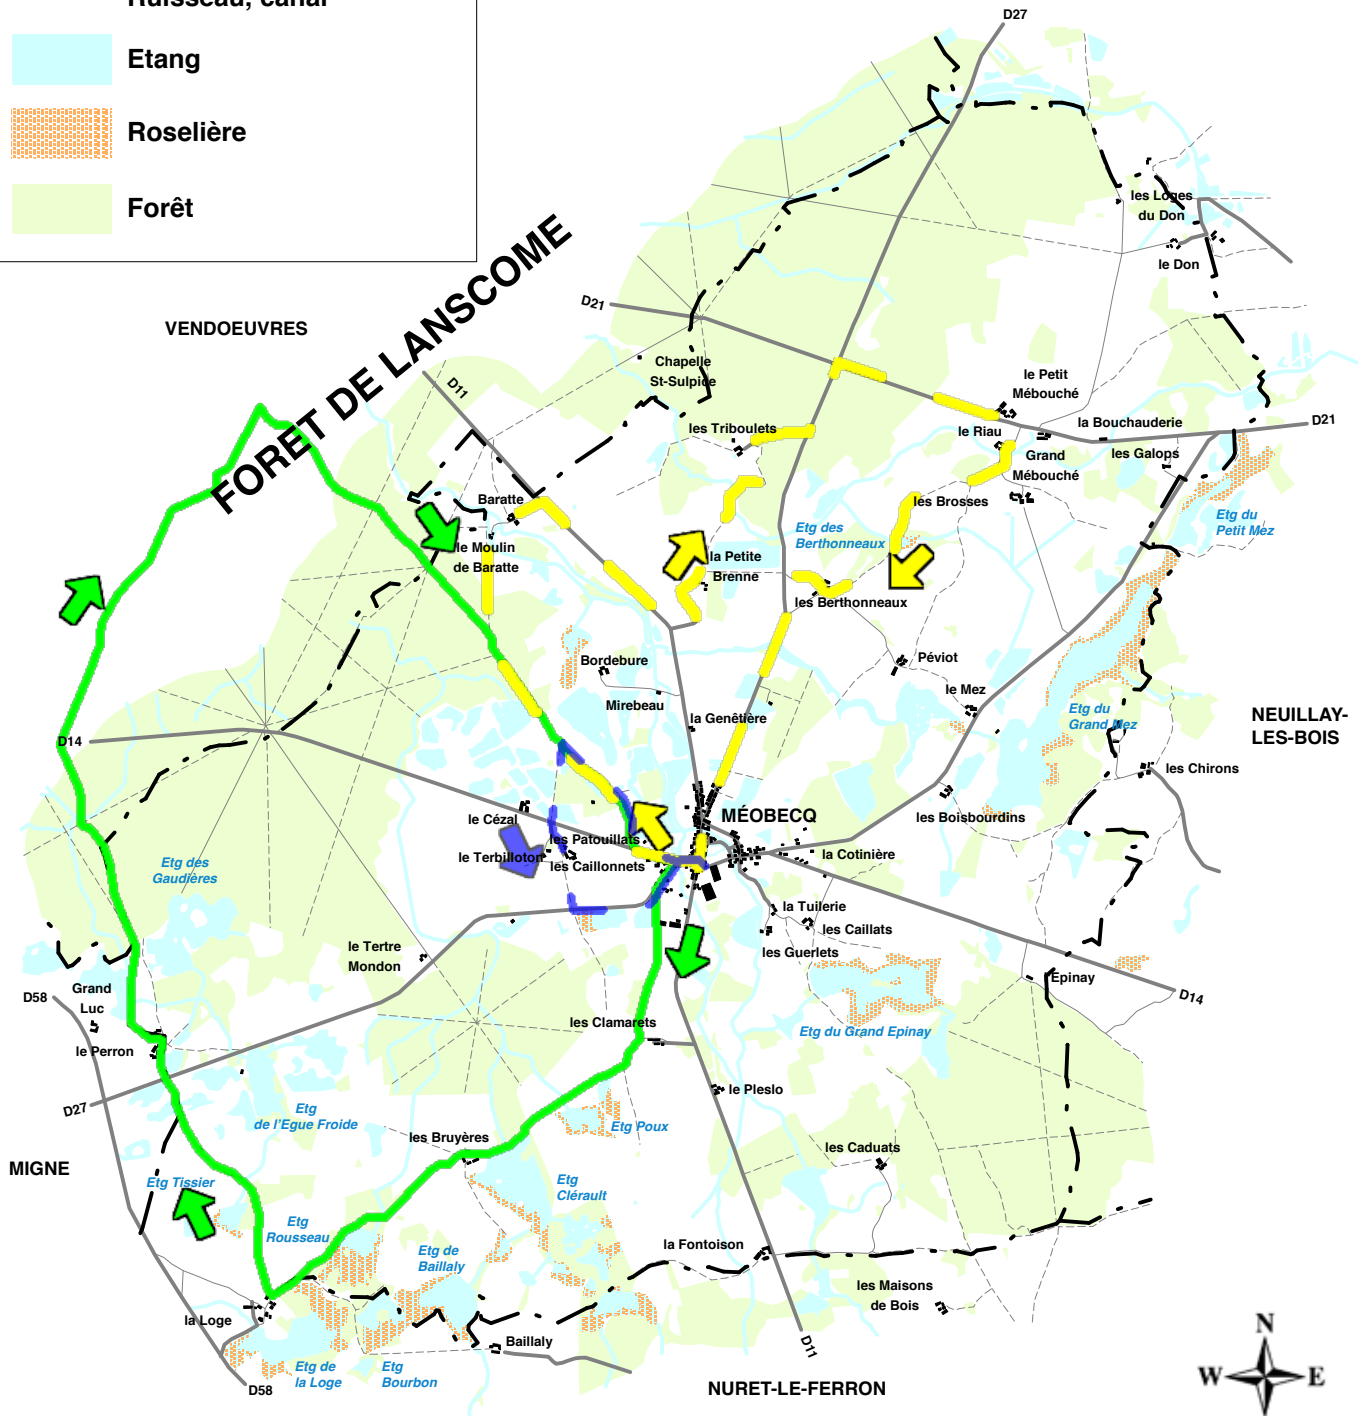 Ruisseau, canal
Etang
Roselière
Forêt
D27
les Loges
du Don
le Don
FORET DE LANSCOME
VENDOEUVRES
D21
D11
Chapelle
St-Sulpice
le Petit
Mébouché
les Triboulets
le Riau
la Bouchauderie
D21
Grand
Mébouché
les Galops
Baratte
les Brosses
Etg des
Berthonneaux
Etg du
Petit Mez
le Moulin
de Baratte
la Petite
Brenne
les Berthonneaux
Bordebure
Péviot
Mirebeau
le Mez
la Genêtière
Etg du
Grand Mez
NEUILLAY-
LES-BOIS
D14
les Chirons
le Cézal
MÉOBECQ
les Boisbourdins
les Patouillats
le Terbilloton
les Caillonnets
la Cotinière
Etg des
Gaudières
la Tuilerie
les Caillats
les Guerlets
le Tertre
Mondon
Epinay
D14
D58
Grand
Luc
les Clamarets
Etg du Grand Epinay
le Perron
le Pleslo
D27
Etg
de l'Egue Froide
Etg Poux
les Bruyères
les Caduats
MIGNE
Etg Tissier
Etg
Clérault
Etg
Rousseau
la Fontoison
Etg de
Baillaly
les Maisons
de Bois
la Loge
Baillaly
D11
Etg de
la Loge
Etg
Bourbon
D58
NURET-LE-FERRON
N
W
E
S